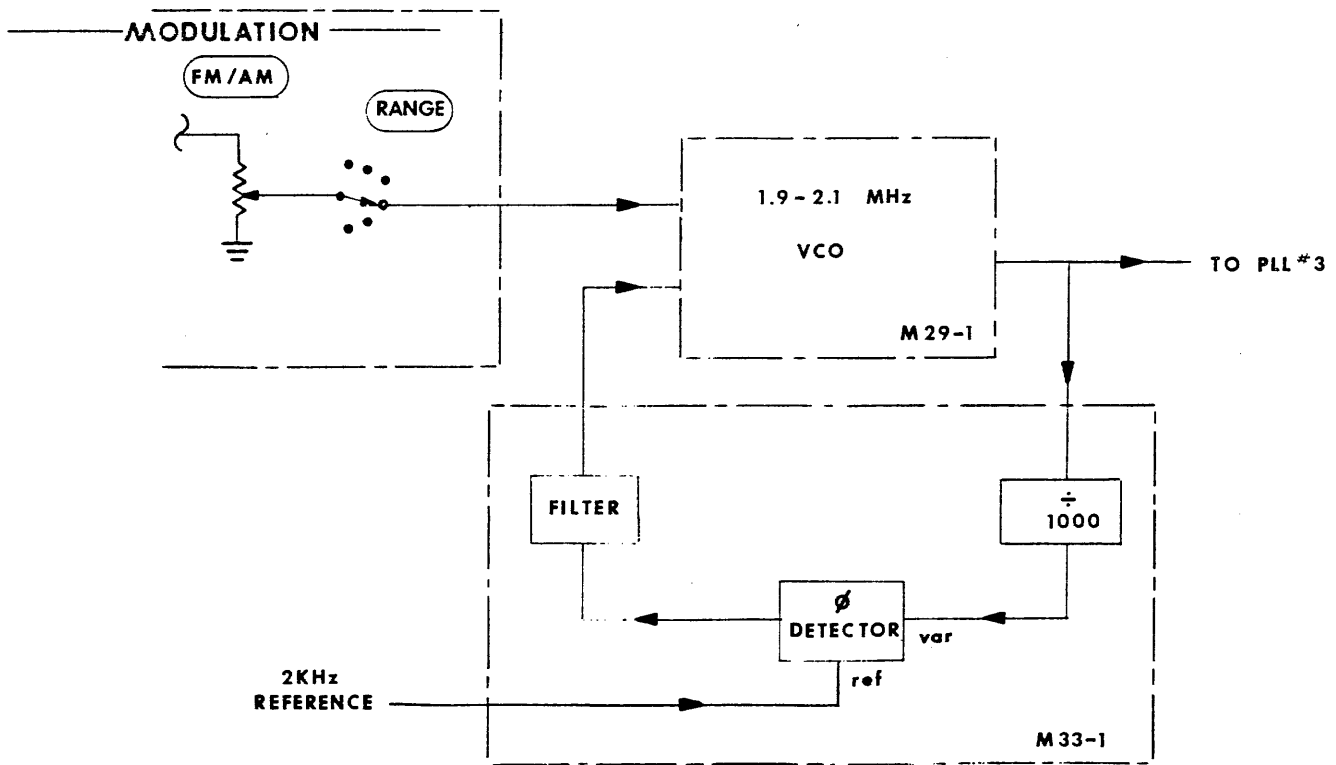 MODULATION
FM/AM
RANGE
1.9-2.1 MHz
VCO
M29-1
TO PLL #3
FILTER
÷
1000
Ø
DETECTOR
var
ref
2KHz
REFERENCE
M33-1